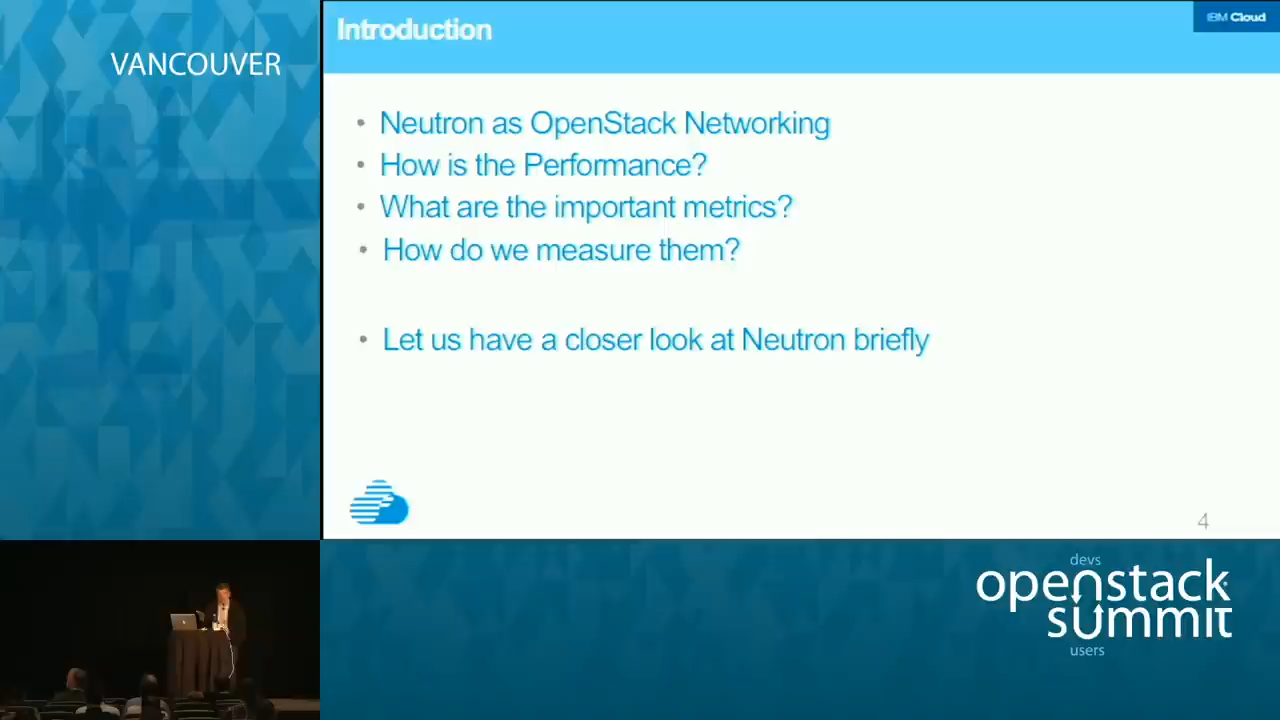 VANCOUVER
Introduction
IBM Cloud
• Neutron as OpenStack Networking
• How is the Performance?
• What are the important metrics?
• How do we measure them?
• Let us have a closer look at Neutron briefly
4
devs
openstack
summit
users